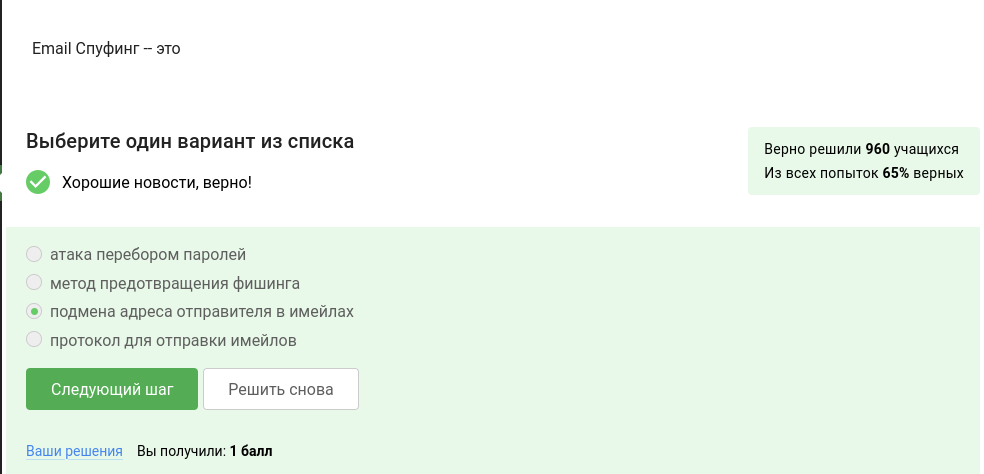 Email Спуфинг -- это
Выберите один вариант из списка
Хорошие новости, верно!
Верно решили 960 учащихся
Из всех попыток 65% верных
атака перебором паролей
метод предотвращения фишинга
подмена адреса отправителя в имейлах
протокол для отправки имейлов
Следующий шаг
Решить снова
Ваши решения Вы получили: 1 балл